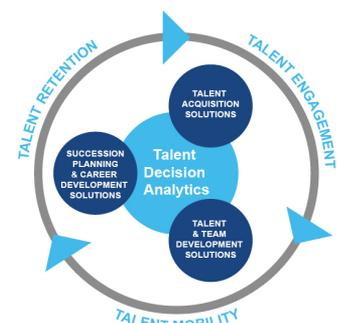 TALENT RETENTION
TALENT ENGAGEMENT
TALENT
ACQUISITION
SOLUTIONS
SUCCESSION
PLANNING
& CAREER
DEVELOPMENT
SOLUTIONS
Talent
Decision
Analytics
TALENT
& TEAM
DEVELOPMENT
SOLUTIONS
TALENT MOBILITY